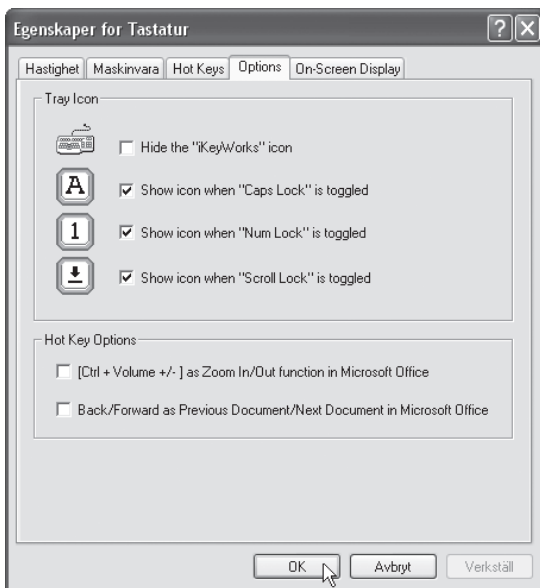 Egenskaper for Tastatur
Hastighet Maskinvara Hot Keys Options On-Screen Display
Tray Icon
Hide the "iKeyWorks" icon
A Show icon when "Caps Lock" is toggled
1 Show icon when "Num Lock" is toggled
Show icon when "Scroll Lock" is toggled
Hot Key Options
[Ctrl + Volume +/- ] as Zoom In/Out function in Microsoft Office
Back/Forward as Previous Document/Next Document in Microsoft Office
OK Avbryt Verkställ